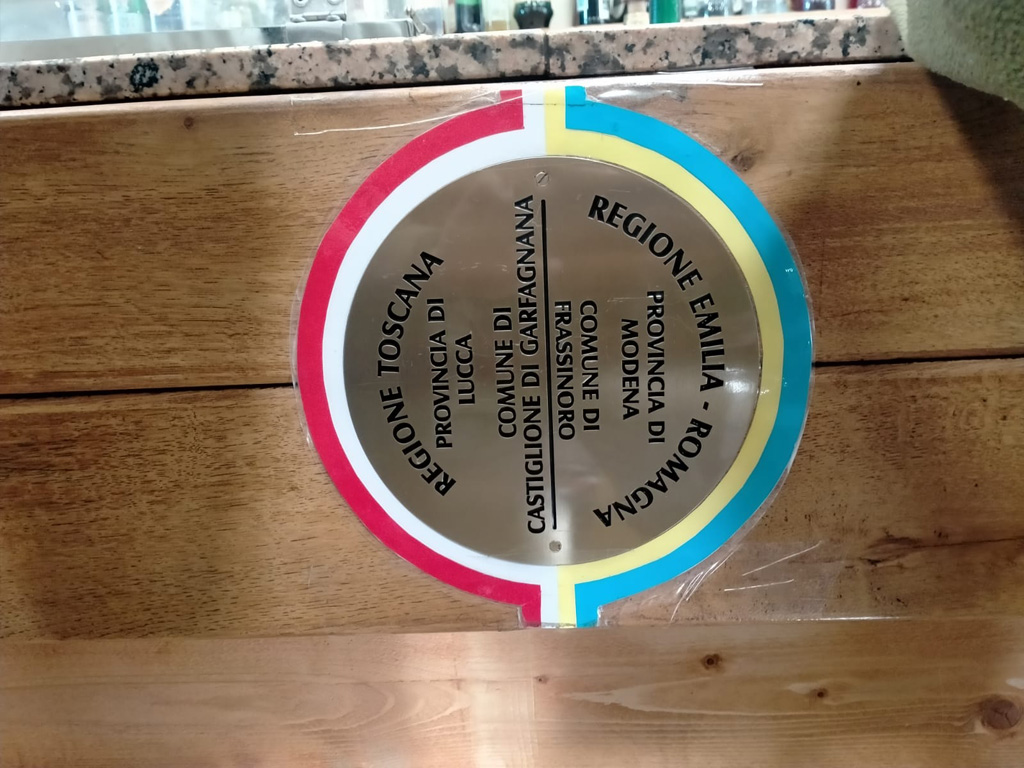 REGIONE TOSCANA
PROVINCIA DI
LUCCA
COMUNE DI
CASTIGLIONE DI GARFAGNANA
FRASSINORO
COMUNE DI
MODENA
PROVINCIA DI
REGIONE EMILIA - ROMAGNA